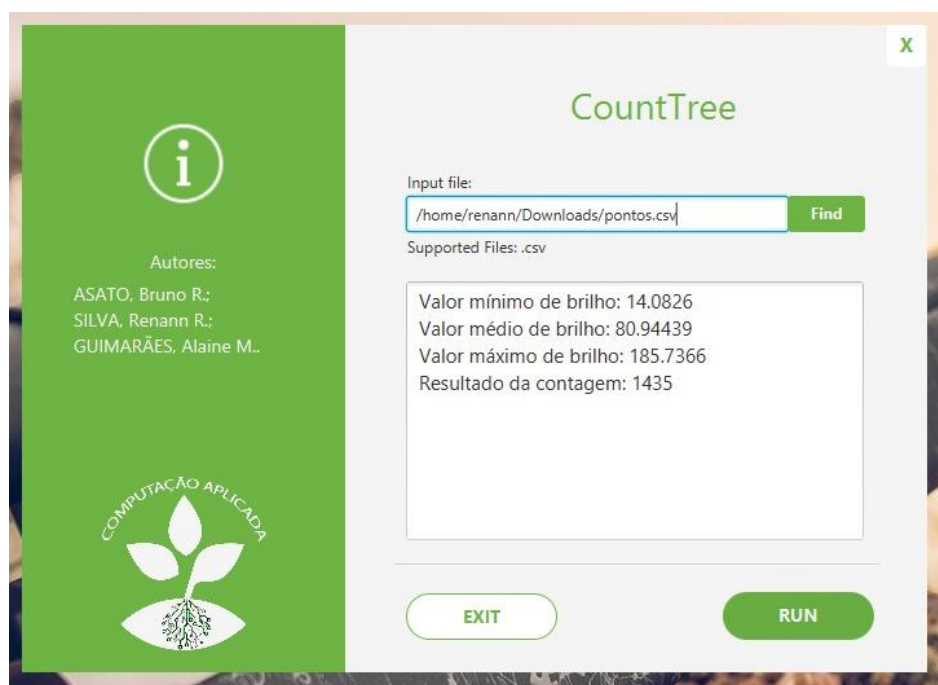 X
CountTree
Input file:
/home/renann/Downloads/pontos.csv
Find
Supported Files: .csv
Autores:
ASATO, Bruno R.;
SILVA, Renann R.;
GUIMARÃES, Alaine M..
Valor mínimo de brilho: 14.0826
Valor médio de brilho: 80.94439
Valor máximo de brilho: 185.7366
Resultado da contagem: 1435
COMPUTAÇÃO APLICADA
EXIT
RUN